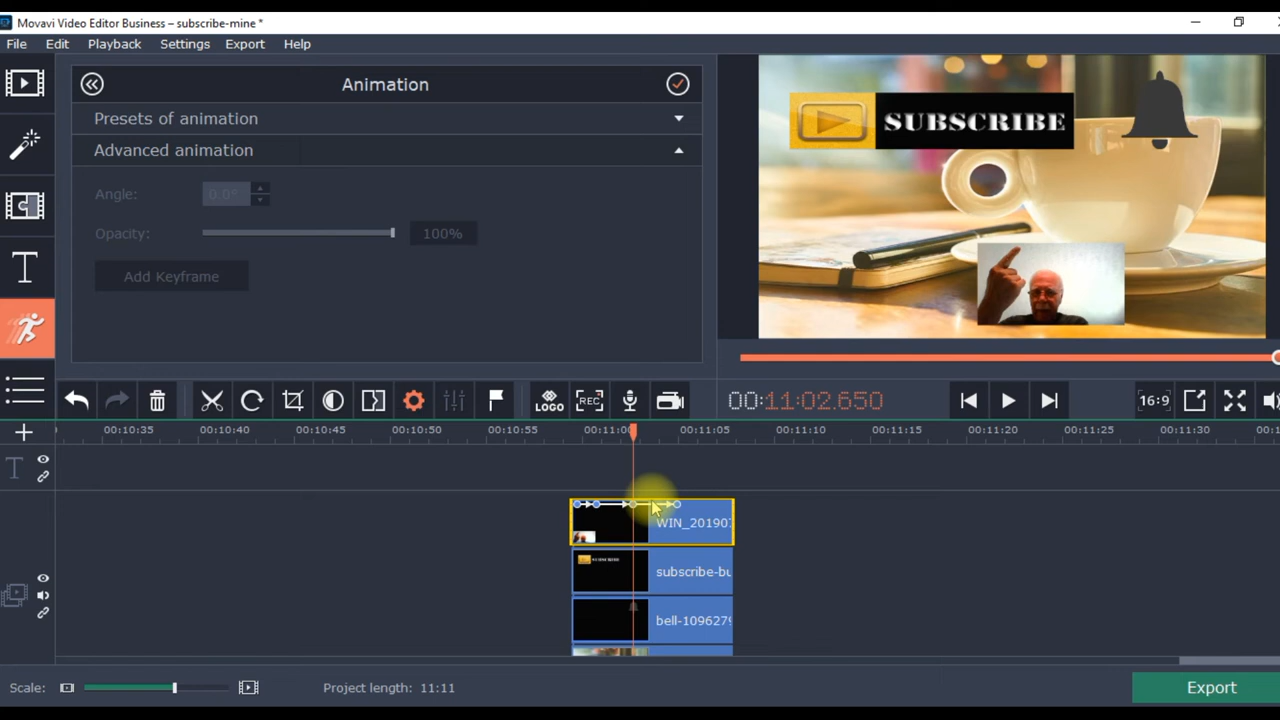 Movavi Video Editor Business – subscribe-mine *
File Edit Playback Settings Export Help
Animation
Presets of animation
Advanced animation
Angle: 0.0°
Opacity: 100%
Add Keyframe
SUBSCRIBE
LOGO REC 00:11:02.650 16:9
00:10:35 00:10:40 00:10:45 00:10:50 00:10:55 00:11:00 00:11:05 00:11:10 00:11:15 00:11:20 00:11:25 00:11:30
T
WIN_20190
subscribe-bu
bell-1096279
Scale: Project length: 11:11 Export